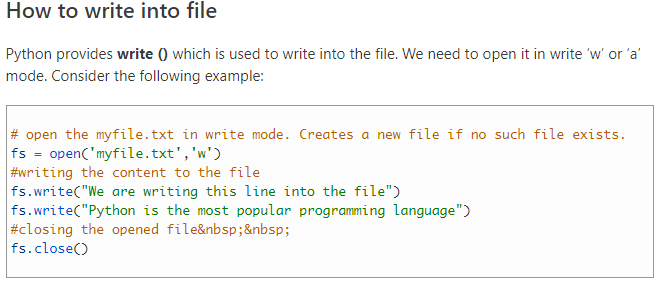 How to write into file
Python provides write () which is used to write into the file. We need to open it in write ‘w’ or ‘a’
mode. Consider the following example:
# open the myfile.txt in write mode. Creates a new file if no such file exists.
fs = open('myfile.txt','w')
#writing the content to the file
fs.write("We are writing this line into the file")
fs.write("Python is the most popular programming language")
#closing the opened file&nbsp;&nbsp;
fs.close()